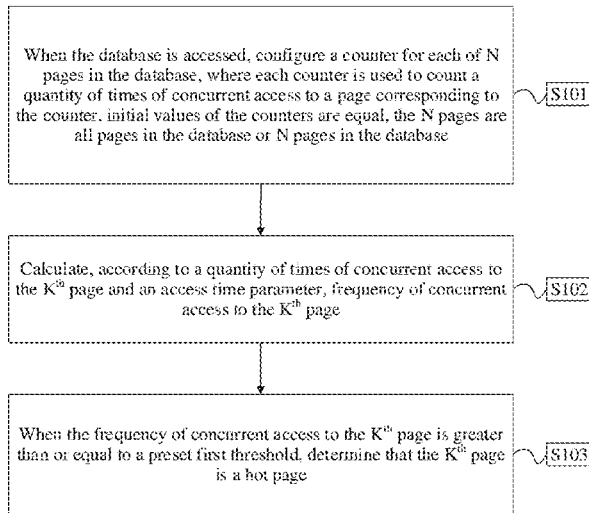 When the database is accessed, configure a counter for each of N
pages in the database, where each counter is used to count a
quantity of times of concurrent access to a page corresponding to
the counter, initial values of the counters are equal, the N pages are
all pages in the database or N pages in the database
S101
Calculate, according to a quantity of times of concurrent access to
the Kth page and an access time parameter, frequency of concurrent
access to the Kth page
S102
When the frequency of concurrent access to the Kth page is greater
than or equal to a preset first threshold, determine that the Kth page
is a hot page
S103